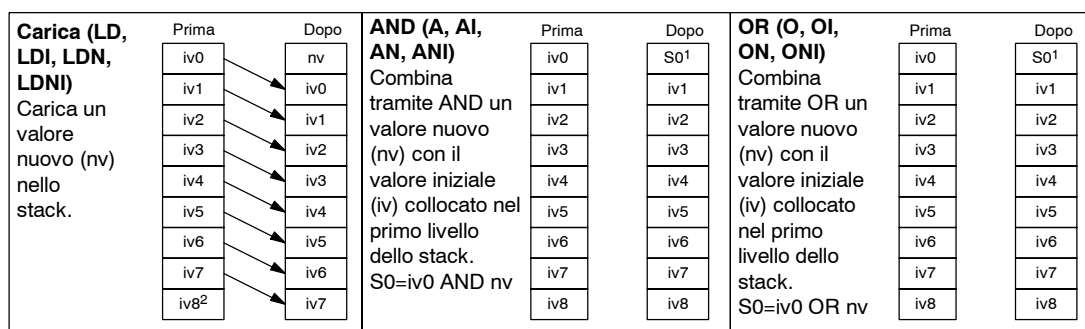 Carica (LD,
LDI, LDN,
LDNI)
Carica un
valore
nuovo (nv)
nello
stack.
Prima Dopo
iv0 nv
iv1 iv0
iv2 iv1
iv3 iv2
iv4 iv3
iv5 iv4
iv6 iv5
iv7 iv6
iv8² iv7
AND (A, AI,
AN, ANI)
Combina
tramite AND un
valore nuovo
(nv) con il
valore iniziale
(iv) collocato nel
primo livello
dello stack.
S0=iv0 AND nv
Prima Dopo
iv0 S0¹
iv1 iv1
iv2 iv2
iv3 iv3
iv4 iv4
iv5 iv5
iv6 iv6
iv7 iv7
iv8 iv8
OR (O, OI,
ON, ONI)
Combina
tramite OR un
valore nuovo
(nv) con il
valore iniziale
(iv) collocato
nel primo
livello dello
stack.
S0=iv0 OR nv
Prima Dopo
iv0 S0¹
iv1 iv1
iv2 iv2
iv3 iv3
iv4 iv4
iv5 iv5
iv6 iv6
iv7 iv7
iv8 iv8